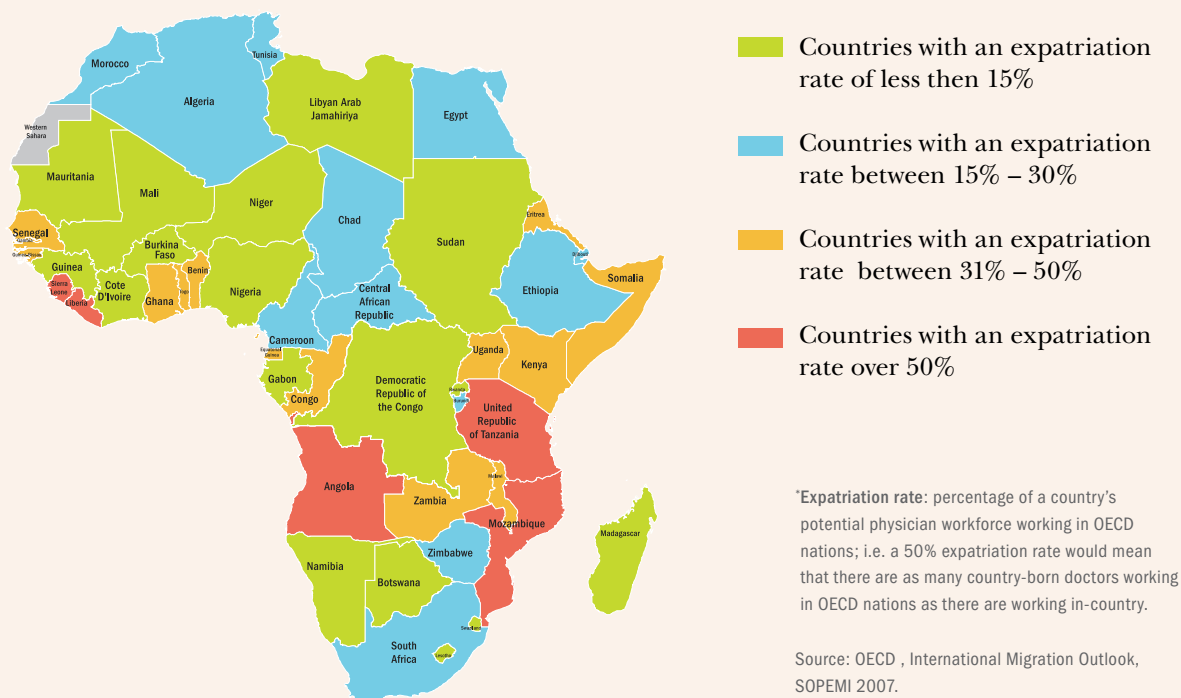 Morocco
Tunisia
Algeria
Libyan Arab
Jamahiriya
Egypt
Western
Sahara
Mauritania
Mali
Niger
Chad
Sudan
Eritrea
Senegal
Gambia
Guinea-Bissau
Guinea
Burkina
Faso
Benin
Nigeria
Djibouti
Somalia
Ethiopia
Sierra
Leone
Liberia
Cote
D'Ivoire
Ghana
Togo
Central
African
Republic
Cameroon
Equatorial
Guinea
Gabon
Congo
Democratic
Republic of
the Congo
Uganda
Kenya
Rwanda
Burundi
United
Republic
of Tanzania
Angola
Zambia
Malawi
Mozambique
Zimbabwe
Madagascar
Namibia
Botswana
Swaziland
South
Africa
Lesotho
Countries with an expatriation
rate of less then 15%
Countries with an expatriation
rate between 15% – 30%
Countries with an expatriation
rate between 31% – 50%
Countries with an expatriation
rate over 50%
*Expatriation rate: percentage of a country's
potential physician workforce working in OECD
nations; i.e. a 50% expatriation rate would mean
that there are as many country-born doctors working
in OECD nations as there are working in-country.
Source: OECD , International Migration Outlook,
SOPEMI 2007.